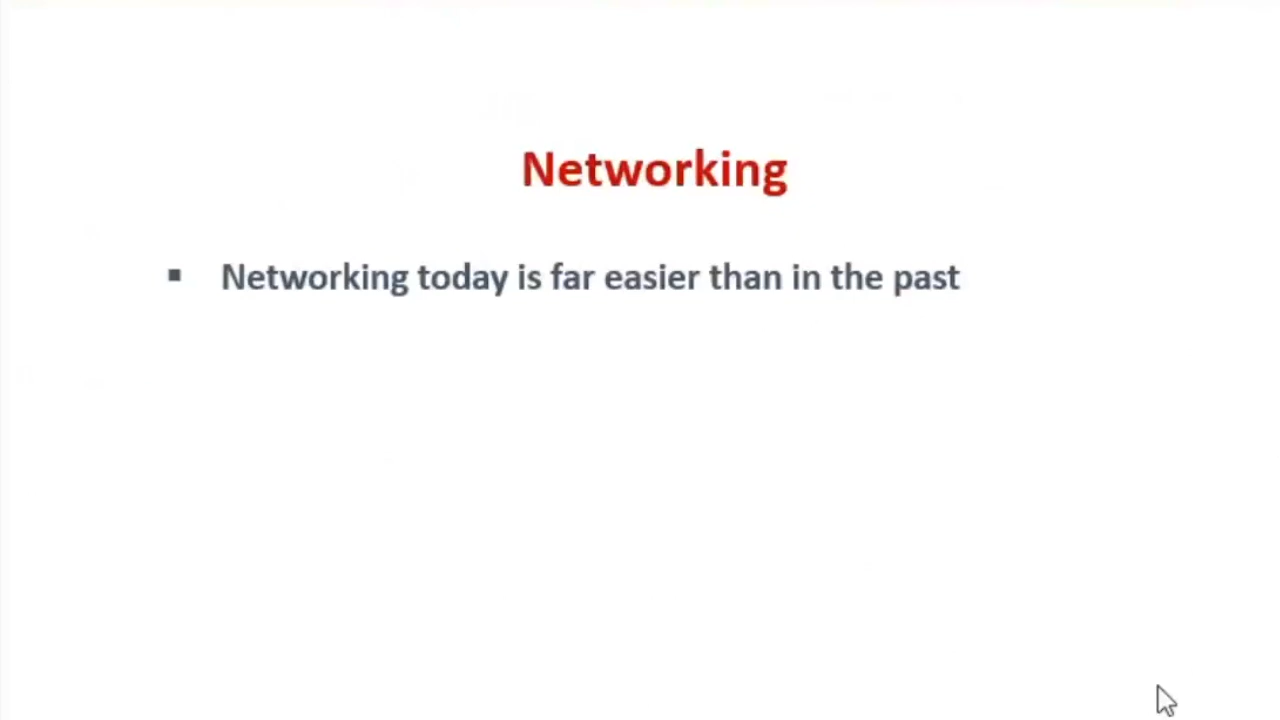 Networking
▪ Networking today is far easier than in the past